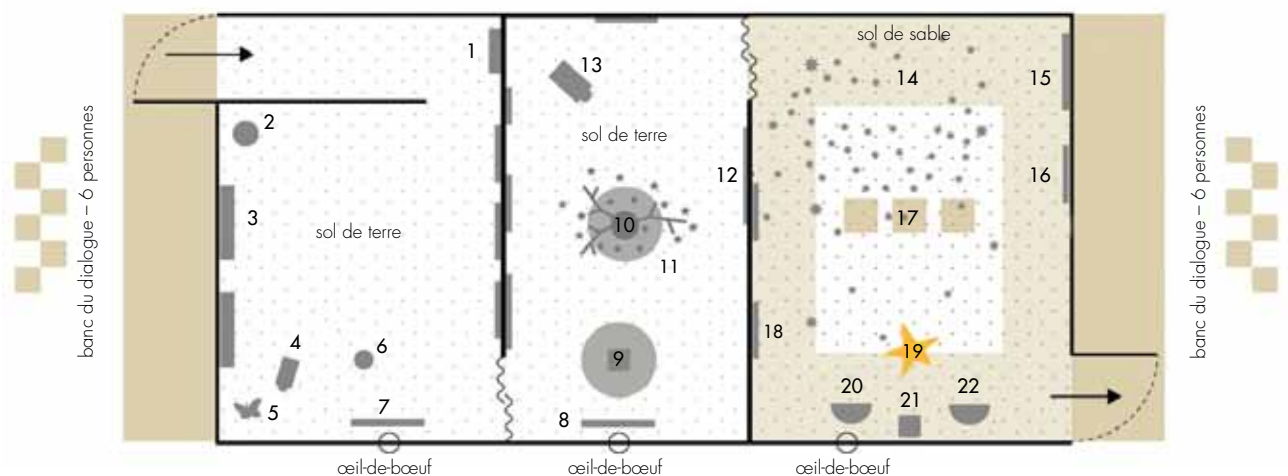 sol de sable
1
13
14
15
2
sol de terre
12
16
3
sol de terre
10
17
11
banc du dialogue – 6 personnes
banc du dialogue – 6 personnes
4
6
9
18
19
5
7
8
20
21
22
œil-de-bœuf
œil-de-bœuf
œil-de-bœuf